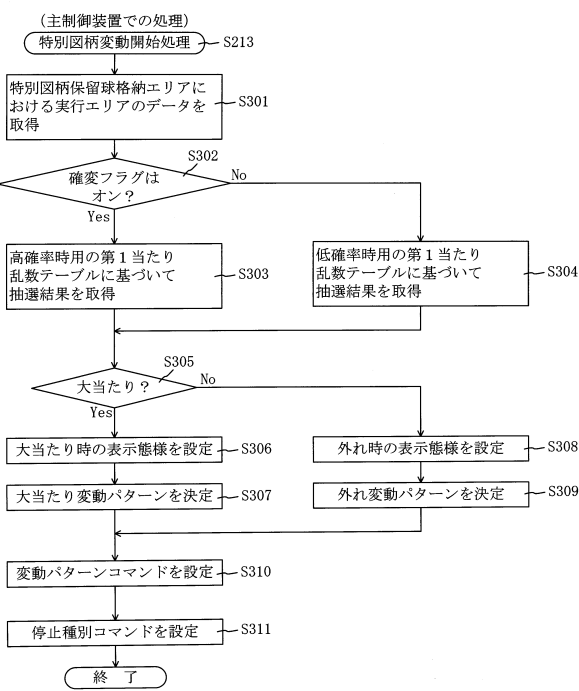 (主制御装置での処理)
特別図柄変動開始処理
S213
特別図柄保留球格納エリアに
おける実行エリアのデータを
取得
S301
確変フラグは
オン?
S302
No
Yes
高確率時用の第1当たり
乱数テーブルに基づいて
抽選結果を取得
S303
低確率時用の第1当たり
乱数テーブルに基づいて
抽選結果を取得
S304
大当たり?
S305
No
Yes
大当たり時の表示態様を設定
S306
外れ時の表示態様を設定
S308
大当たり変動パターンを決定
S307
外れ変動パターンを決定
S309
変動パターンコマンドを設定
S310
停止種別コマンドを設定
S311
終 了